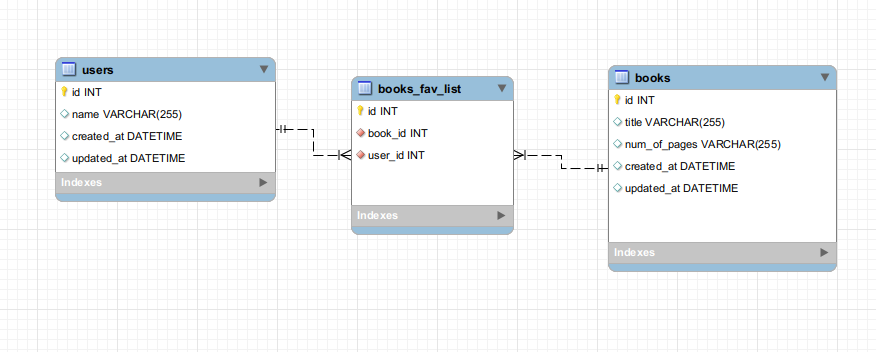 users
id INT
name VARCHAR(255)
created_at DATETIME
updated_at DATETIME
Indexes
books_fav_list
id INT
book_id INT
user_id INT
Indexes
books
id INT
title VARCHAR(255)
num_of_pages VARCHAR(255)
created_at DATETIME
updated_at DATETIME
Indexes